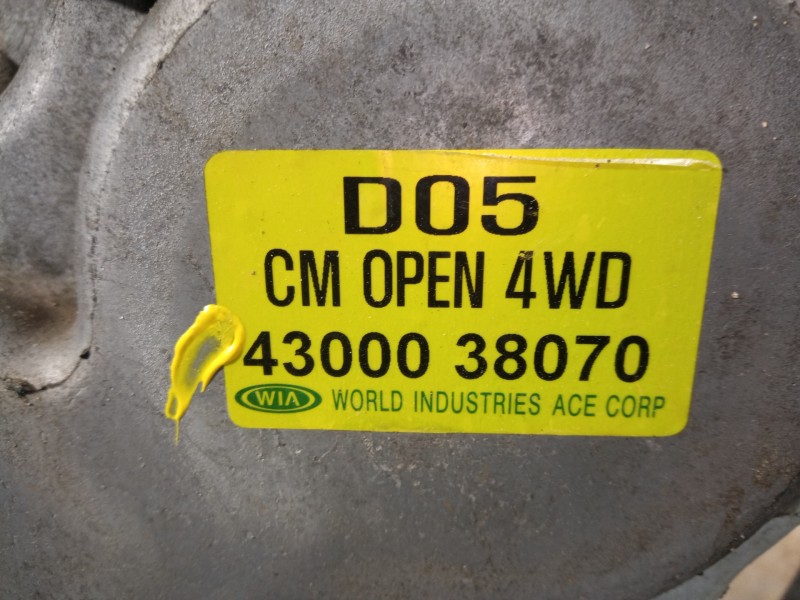 D05
CM OPEN 4WD
43000 38070
WIA WORLD INDUSTRIES ACE CORP